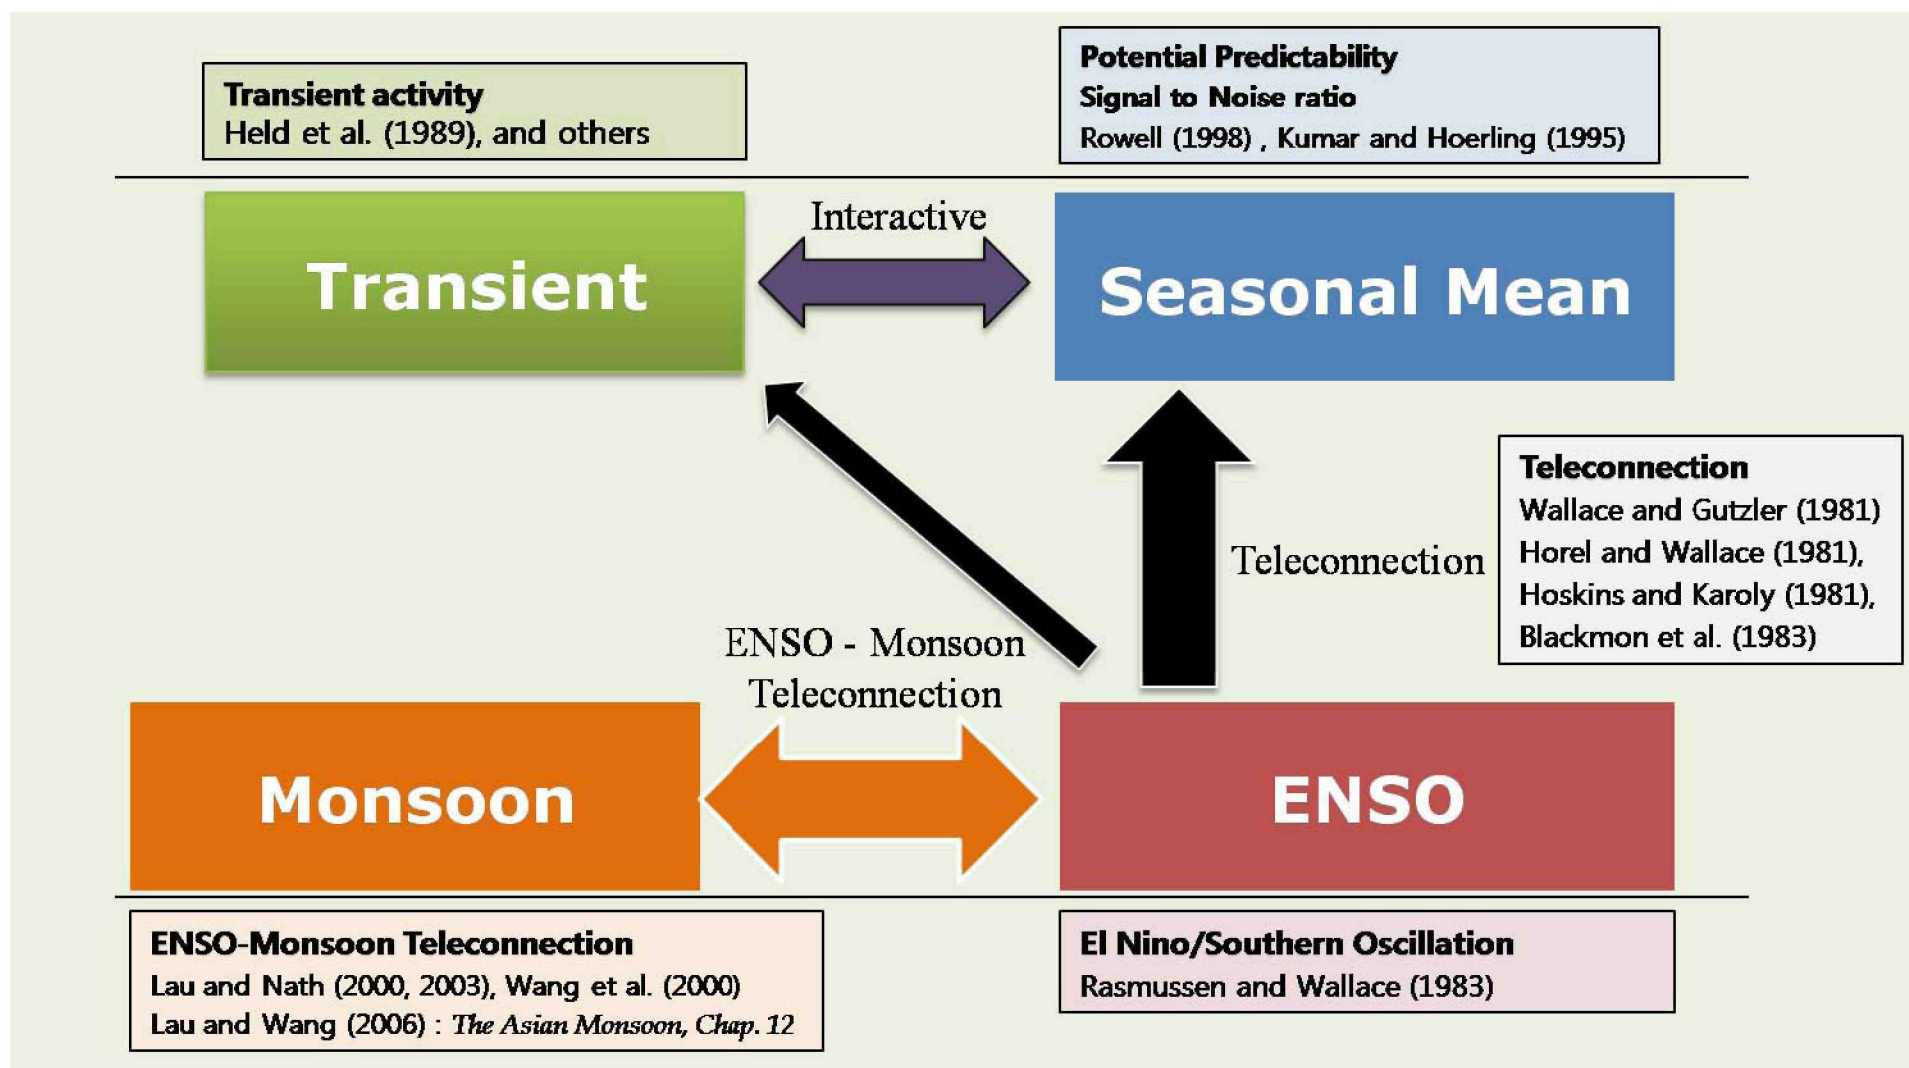 Transient activity
Held et al. (1989), and others
Potential Predictability
Signal to Noise ratio
Rowell (1998) , Kumar and Hoerling (1995)
Transient
Interactive
Seasonal Mean
Teleconnection
Teleconnection
Wallace and Gutzler (1981)
Horel and Wallace (1981),
Hoskins and Karoly (1981),
Blackmon et al. (1983)
ENSO - Monsoon
Teleconnection
Monsoon
ENSO
ENSO-Monsoon Teleconnection
Lau and Nath (2000, 2003), Wang et al. (2000)
Lau and Wang (2006) : The Asian Monsoon, Chap. 12
El Nino/Southern Oscillation
Rasmussen and Wallace (1983)